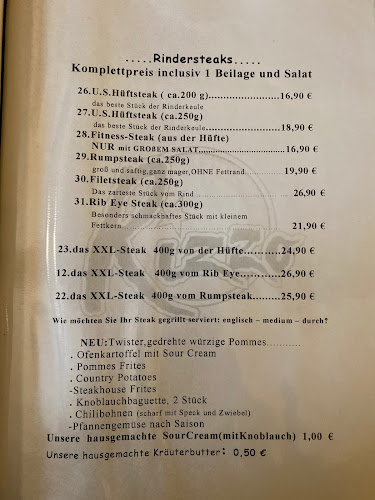 .....Rindersteaks.....
Komplettpreis inclusiv 1 Beilage und Salat
26.U.S.Hüftsteak ( ca.200 g).......................16,90 €
das beste Stück der Rinderkeule
27.U.S.Hüftsteak (ca.250g)
das beste Stück der Rinderkeule.........................18,90 €
28.Fitness-Steak (aus der Hüfte)
NUR mit GROßEM SALAT..............................16,90 €
29.Rumpsteak (ca.250g)
groß und saftig,ganz mager,OHNE Fettrand............19,90 €
30.Filetsteak (ca.250g)
Das zarteste Stück vom Rind............................26,90 €
31.Rib Eye Steak (ca.300g)
Besonders schmackhaftes Stück mit kleinem
Fettkern...................................................21,90 €
23.das XXL-Steak 400g von der Hüfte...........24,90 €
12.das XXL-Steak 400g vom Rib Eye...........26,90 €
22.das XXL-Steak 400g vom Rumpsteak.........25,90 €
Wie möchten Sie Ihr Steak gegrillt serviert: englisch – medium – durch?
NEU:Twister,gedrehte würzige Pommes...........
. Ofenkartoffel mit Sour Cream
. Pommes Frites
. Country Potatoes
-Steakhouse Frites
. Knoblauchbaguette, 2 Stück
. Chilibohnen (scharf mit Speck und Zwiebel)
-Pfannengemüse nach Saison
Unsere hausgemachte SourCream(mitKnoblauch) 1,00 €
Unsere hausgemachte Kräuterbutter: 0,50 €